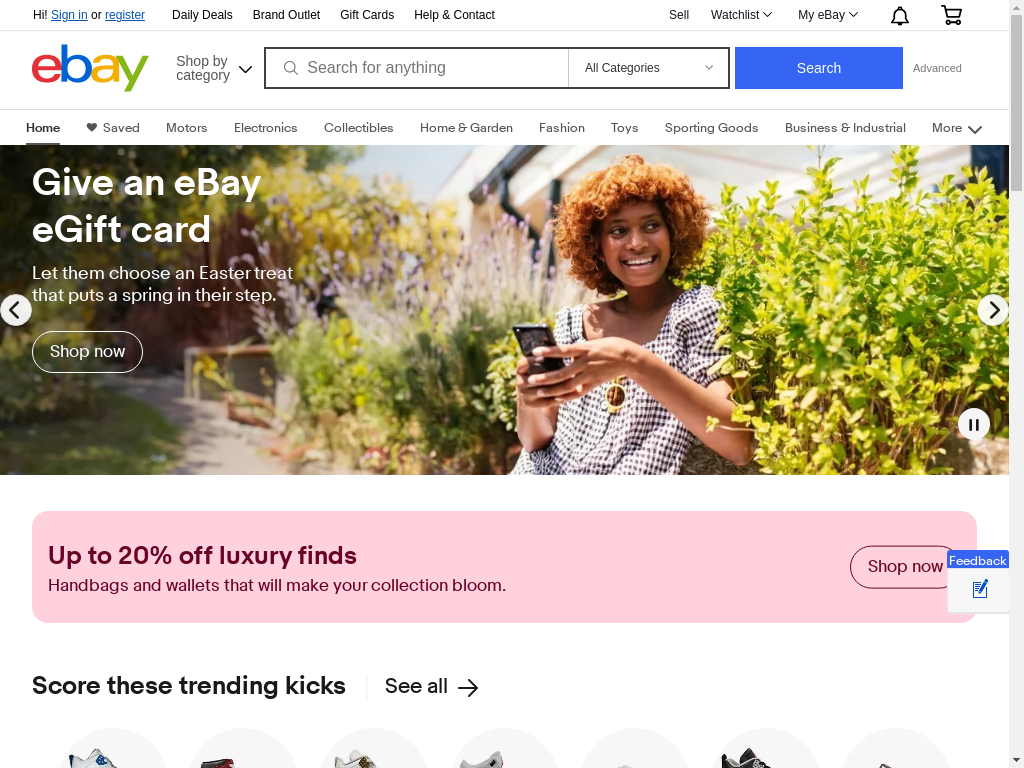 Hi! Sign in or register
Daily Deals
Brand Outlet
Gift Cards
Help & Contact
Sell
Watchlist
My eBay
ebay
Shop by
category
Search for anything
All Categories
Search
Advanced
Home
Saved
Motors
Electronics
Collectibles
Home & Garden
Fashion
Toys
Sporting Goods
Business & Industrial
More
Give an eBay
eGift card
Let them choose an Easter treat
that puts a spring in their step.
Shop now
Up to 20% off luxury finds
Handbags and wallets that will make your collection bloom.
Shop now
Feedback
Score these trending kicks
See all